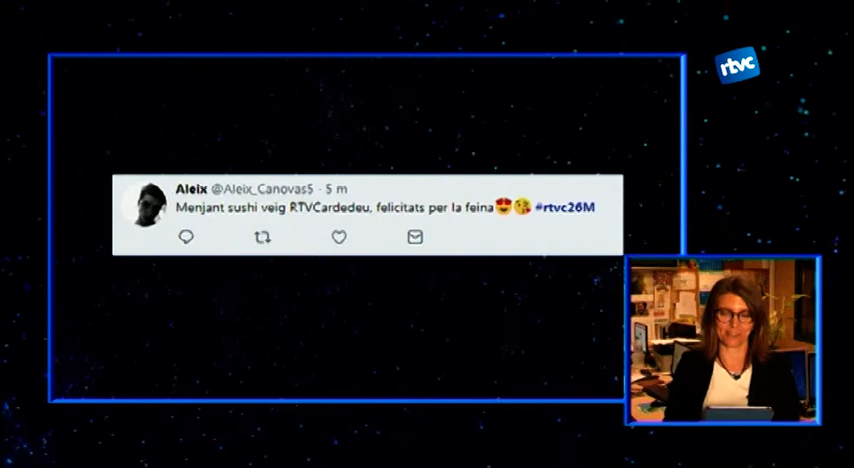 rtvc
Aleix @Aleix_Canovas5 · 5 m
Menjant sushi veig RTVCardedeu, felicitats per la feina😍😘 #rtvc26M